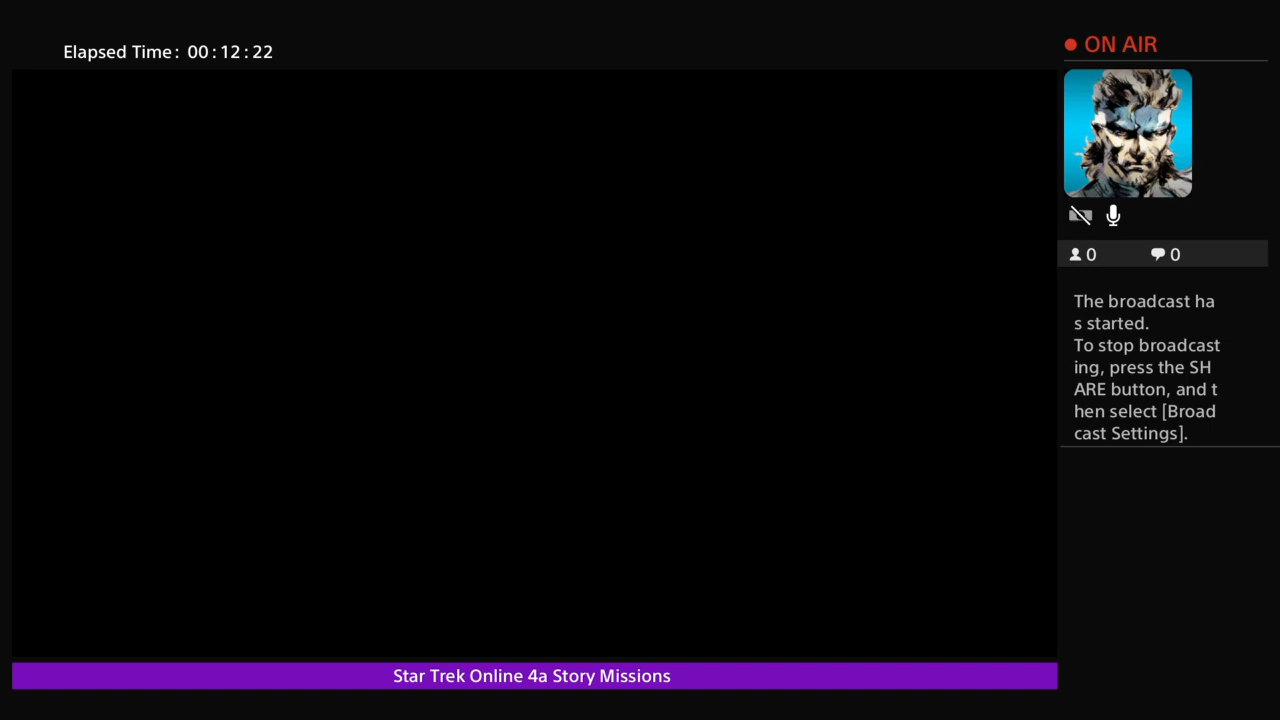 Elapsed Time: 00:12:22
ON AIR
0 0
The broadcast ha
s started.
To stop broadcast
ing, press the SH
ARE button, and t
hen select [Broad
cast Settings].
Star Trek Online 4a Story Missions